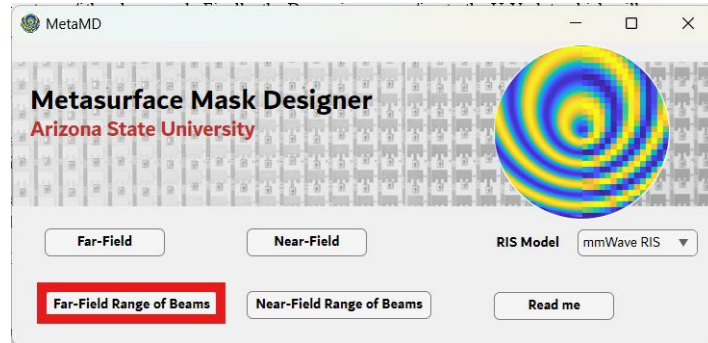 MetaMD
Metasurface Mask Designer
Arizona State University
Far-Field
Near-Field
RIS Model
mmWave RIS
Far-Field Range of Beams
Near-Field Range of Beams
Read me